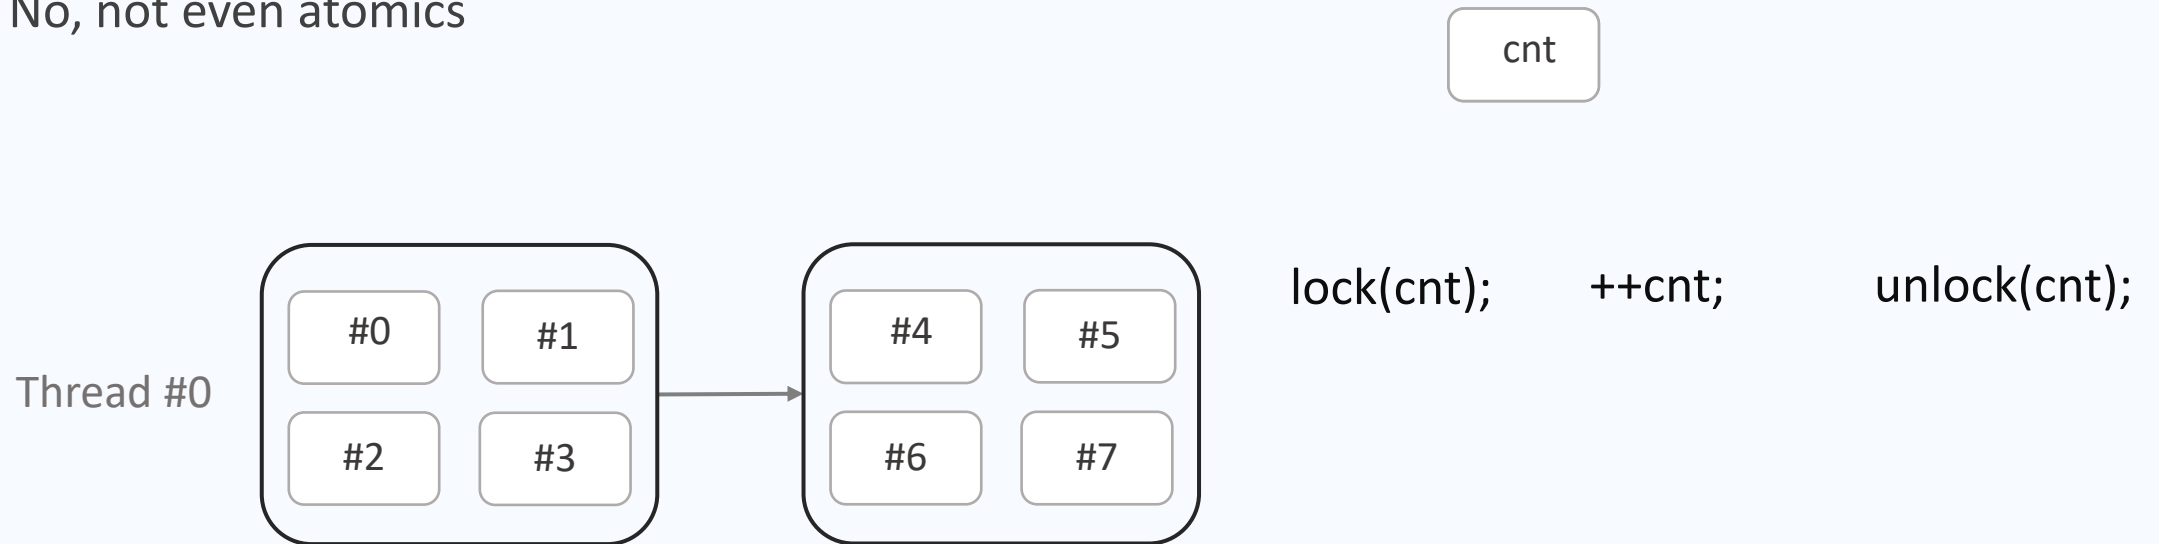 No, not even atomics
cnt
lock(cnt); ++cnt; unlock(cnt);
#0 #1 #4 #5
Thread #0
#2 #3 #6 #7